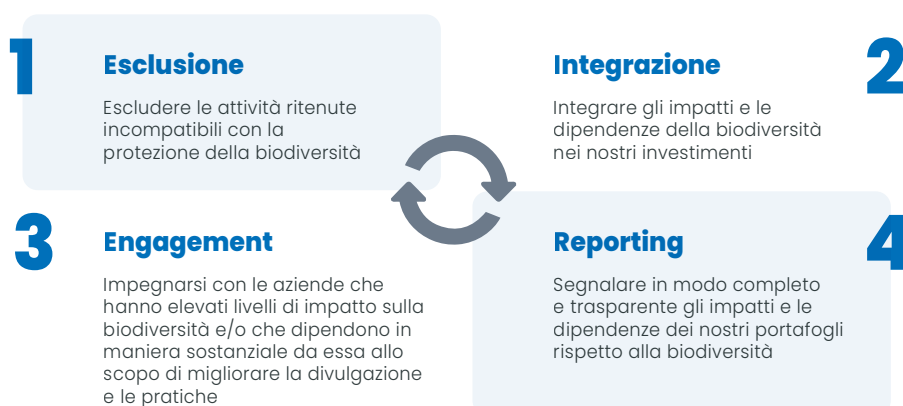 1
Esclusione
Escludere le attività ritenute
incompatibili con la
protezione della biodiversità
Integrazione
2
Integrare gli impatti e le
dipendenze della biodiversità
nei nostri investimenti
3
Engagement
Impegnarsi con le aziende che
hanno elevati livelli di impatto sulla
biodiversità e/o che dipendono in
maniera sostanziale da essa allo
scopo di migliorare la divulgazione
e le pratiche
Reporting
4
Segnalare in modo completo
e trasparente gli impatti e le
dipendenze dei nostri portafogli
rispetto alla biodiversità